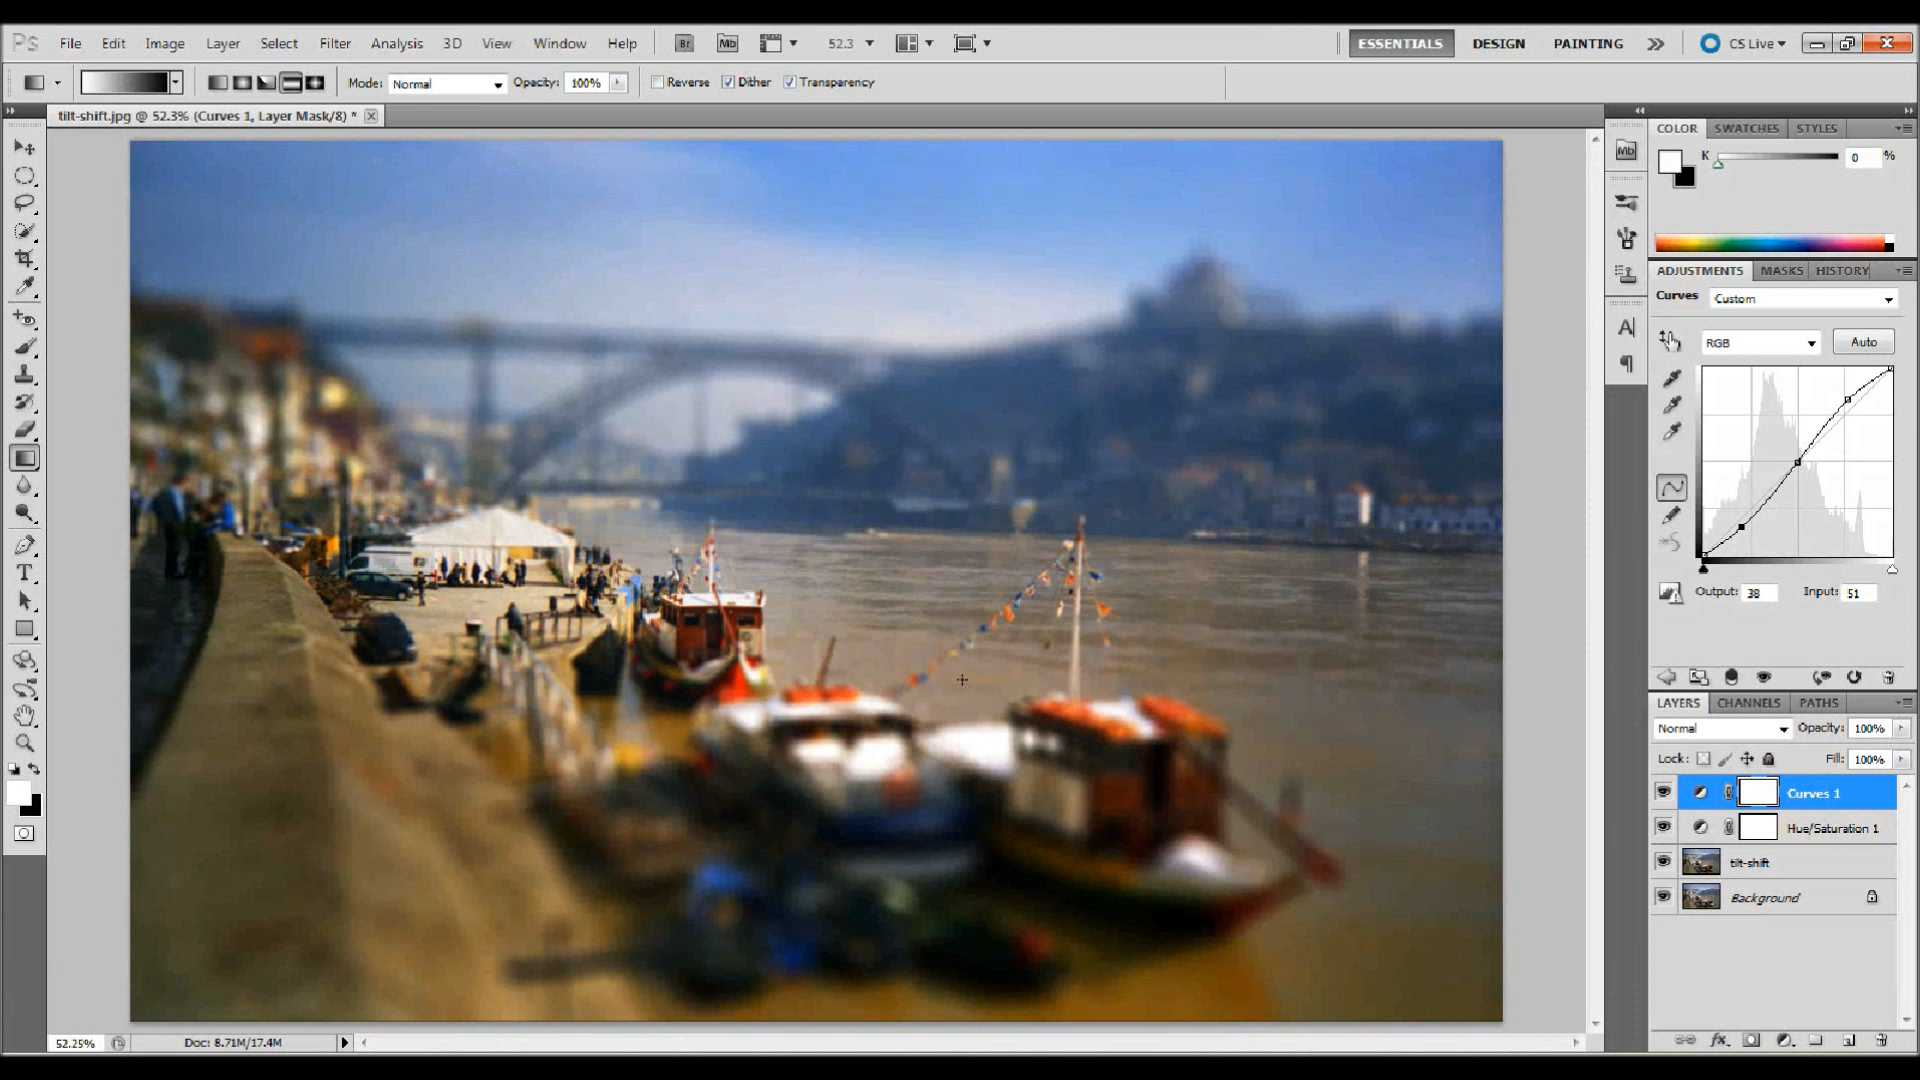 Ps File Edit Image Layer Select Filter Analysis 3D View Window Help Br Mb 52.3 ESSENTIALS DESIGN PAINTING CS Live
Mode: Normal Opacity: 100% Reverse Dither Transparency
tilt-shift.jpg @ 52.3% (Curves 1, Layer Mask/8) *
COLOR SWATCHES STYLES
Mb
K 0 %
ADJUSTMENTS MASKS HISTORY
Curves Custom
RGB Auto
A
T
Output: 38 Input: 51
LAYERS CHANNELS PATHS
Normal Opacity: 100%
Lock: Fill: 100%
Curves 1
Hue/Saturation 1
tilt-shift
Background
fx
52.25% Doc: 8.71M/17.4M